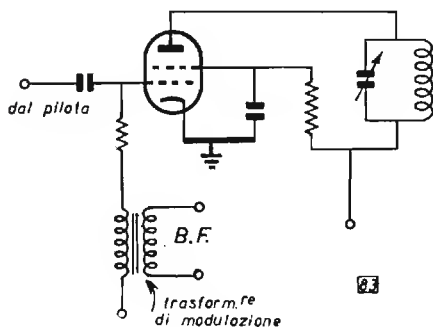 dal pilota
B.F.
trasform.re
di modulazione
83